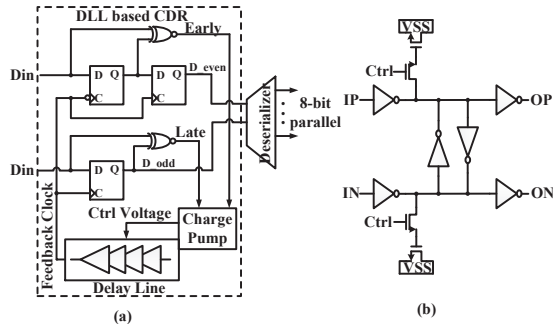 DLL based CDR
Early
Din
D Q
C
D Q
C
D_even
Din
D Q
C
Late
D_odd
Feedback Clock
Ctrl Voltage
Charge
Pump
Delay Line
Deserializer
8-bit
parallel
(a)
VSS
Ctrl
IP
OP
IN
ON
Ctrl
VSS
(b)